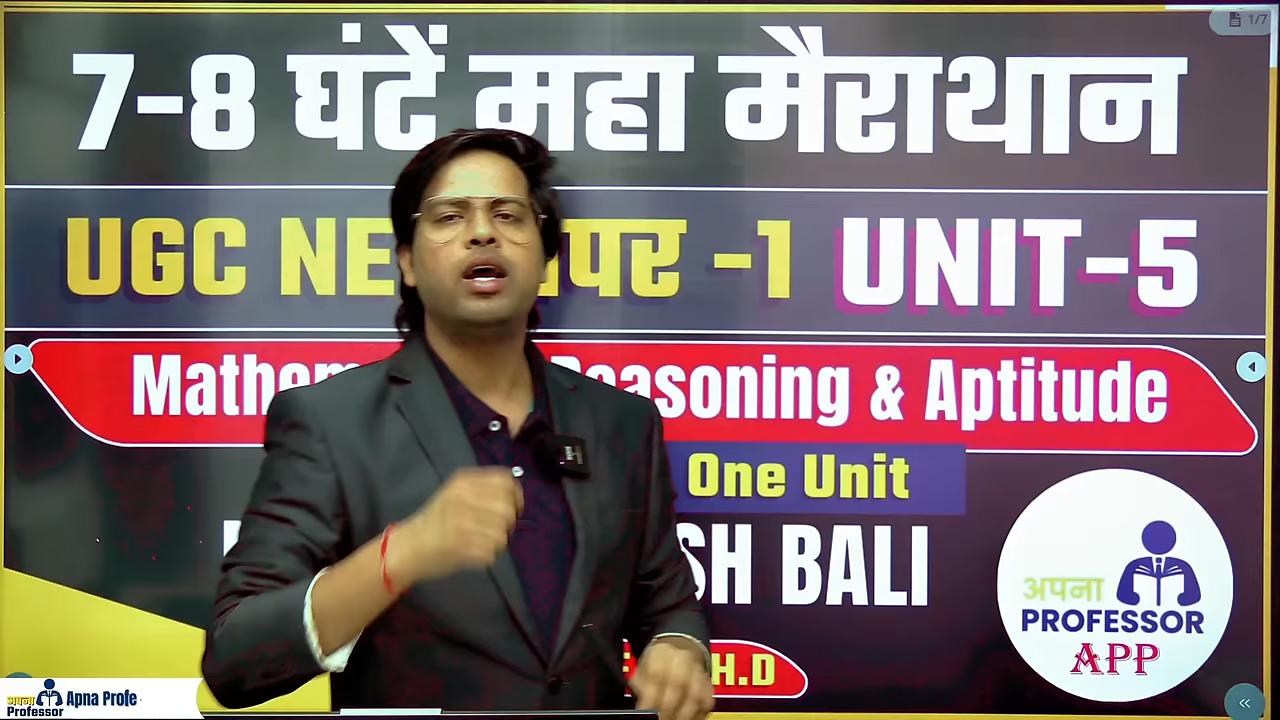 1/7
7-8 घंटें महा मैराथान
UGC NE पर -1 UNIT-5
Mathem Reasoning & Aptitude
One Unit
SH BALI
H.D
अपना
PROFESSOR
APP
अपना
Professor
Apna Profe